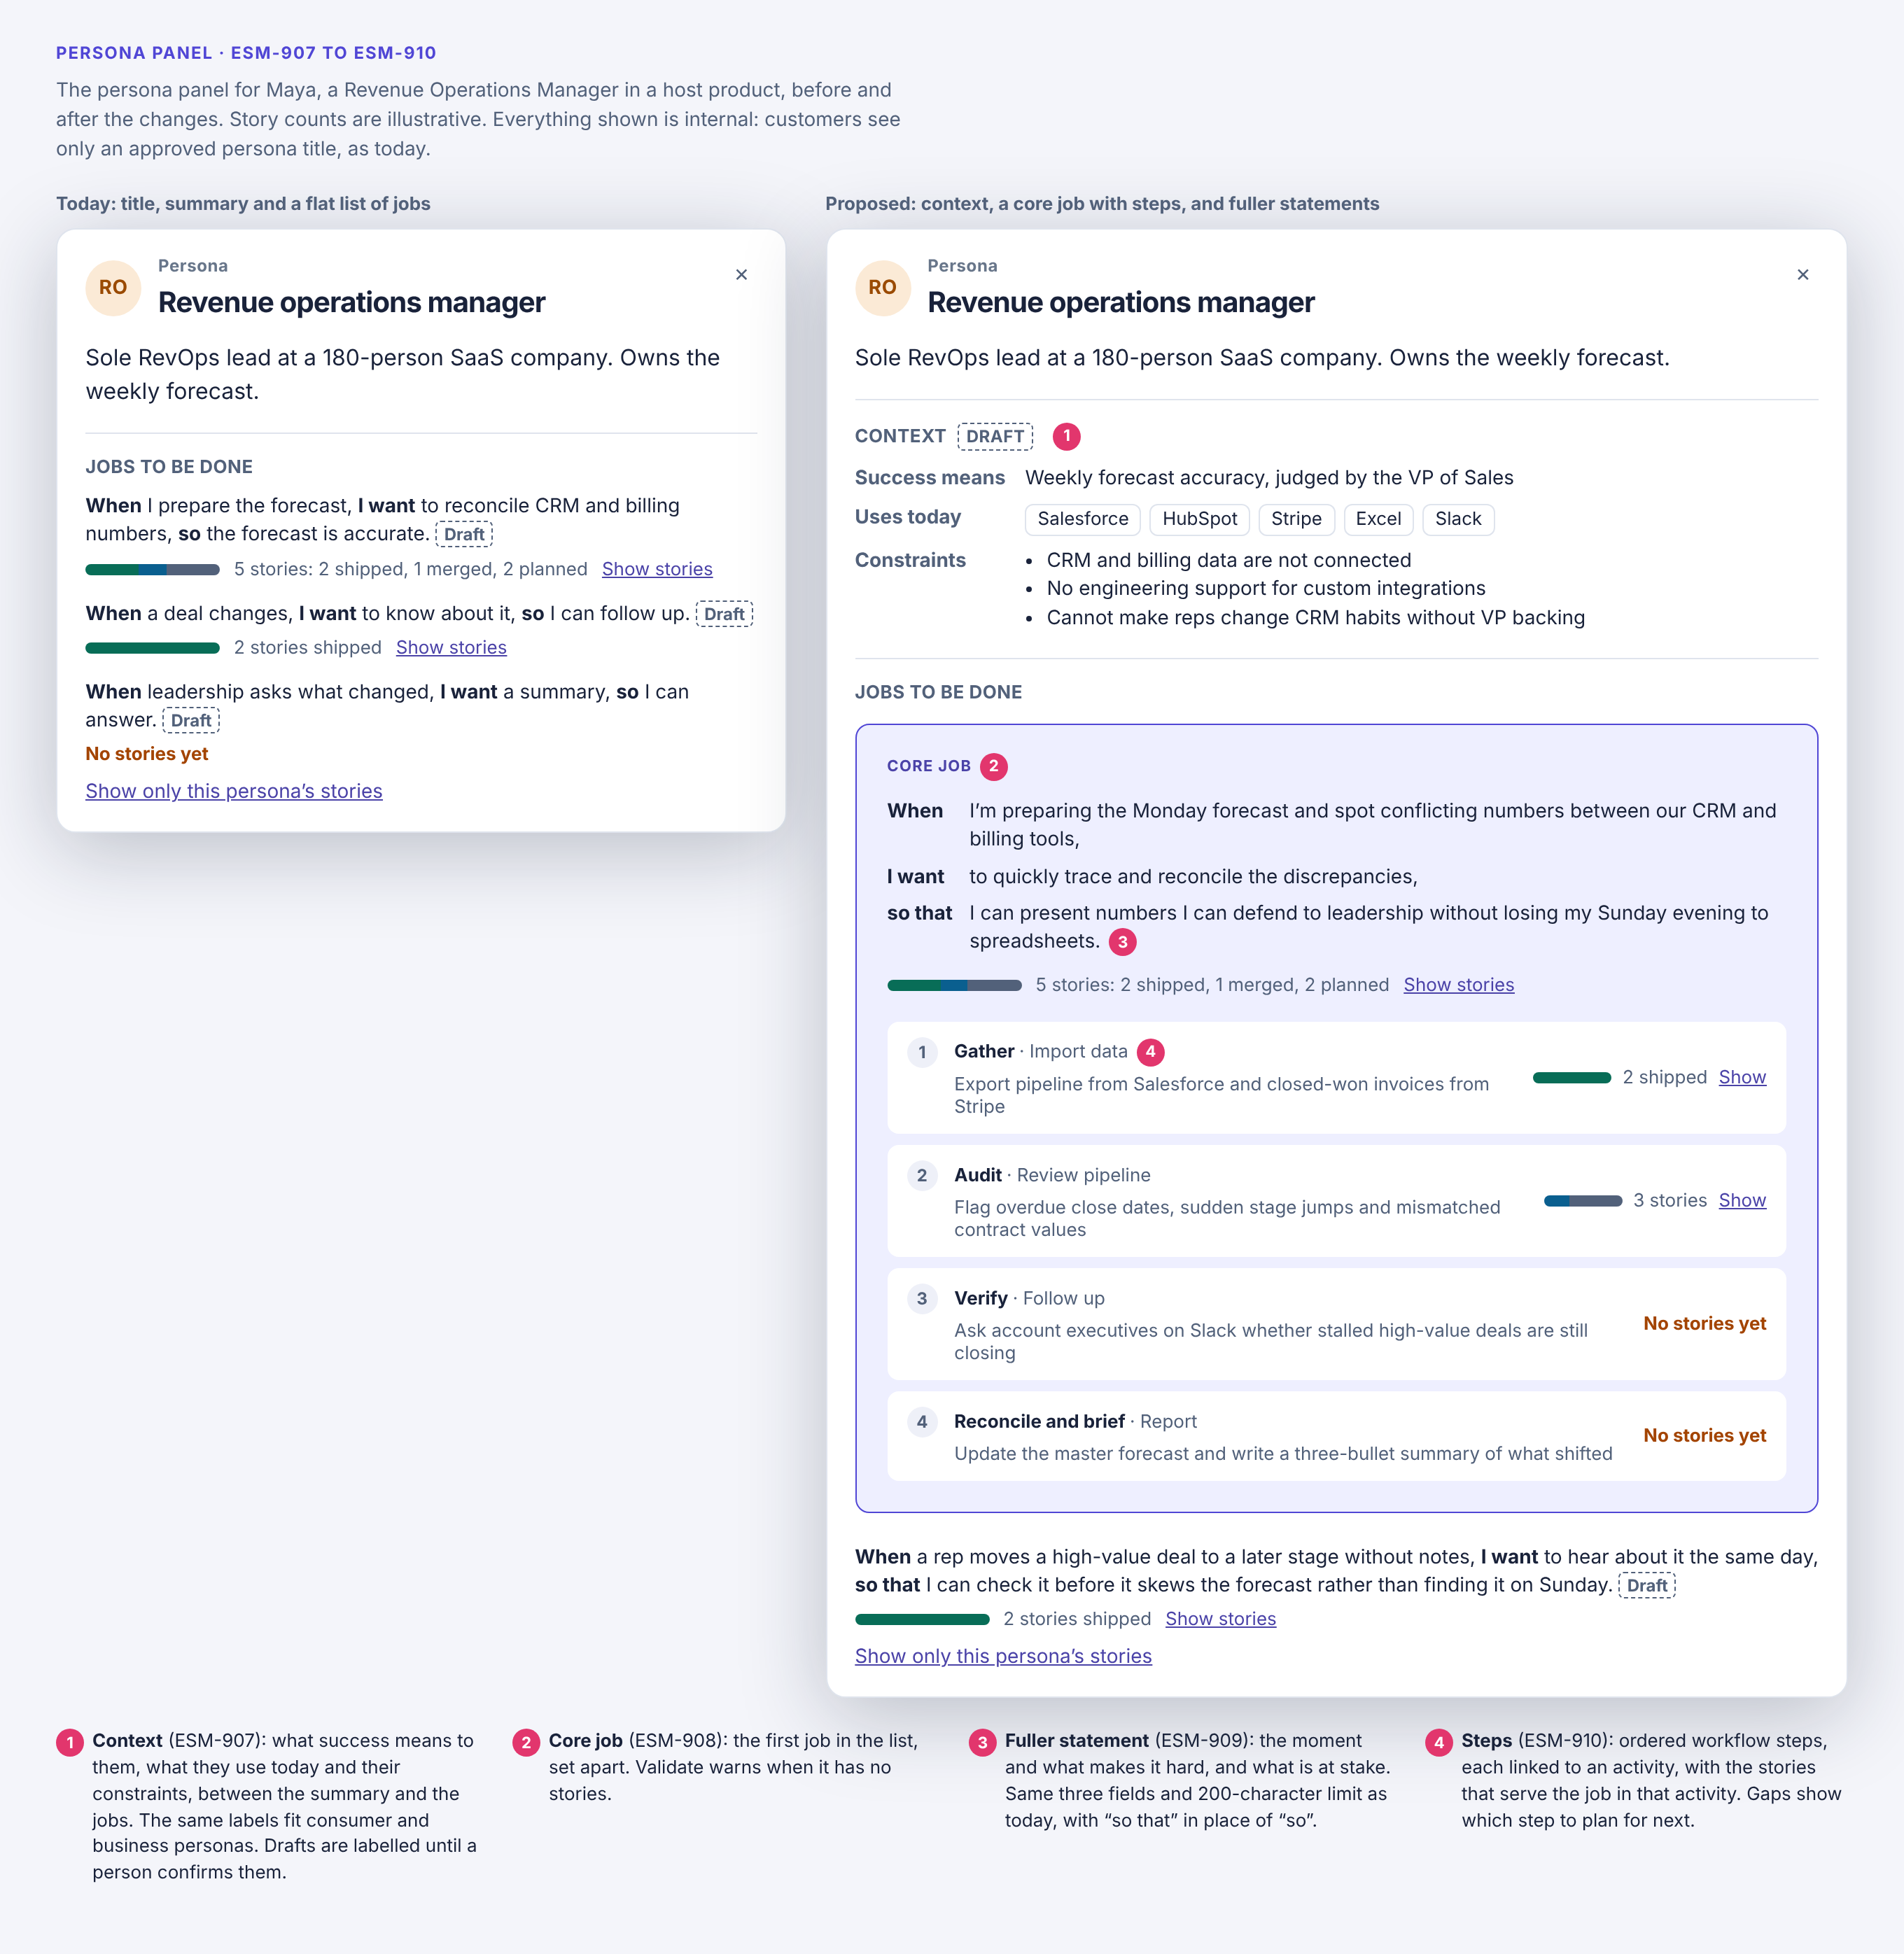 PERSONA PANEL · ESM-907 TO ESM-910
The persona panel for Maya, a Revenue Operations Manager in a host product, before and
after the changes. Story counts are illustrative. Everything shown is internal: customers see
only an approved persona title, as today.
Today: title, summary and a flat list of jobs
RO
Persona
Revenue operations manager
×
Sole RevOps lead at a 180-person SaaS company. Owns the
weekly forecast.
JOBS TO BE DONE
When I prepare the forecast, I want to reconcile CRM and billing
numbers, so the forecast is accurate. Draft
5 stories: 2 shipped, 1 merged, 2 planned Show stories
When a deal changes, I want to know about it, so I can follow up. Draft
2 stories shipped Show stories
When leadership asks what changed, I want a summary, so I can
answer. Draft
No stories yet
Show only this persona’s stories
Proposed: context, a core job with steps, and fuller statements
RO
Persona
Revenue operations manager
×
Sole RevOps lead at a 180-person SaaS company. Owns the weekly forecast.
CONTEXT DRAFT 1
Success means Weekly forecast accuracy, judged by the VP of Sales
Uses today Salesforce HubSpot Stripe Excel Slack
Constraints • CRM and billing data are not connected
• No engineering support for custom integrations
• Cannot make reps change CRM habits without VP backing
JOBS TO BE DONE
CORE JOB 2
When I’m preparing the Monday forecast and spot conflicting numbers between our CRM and
billing tools,
I want to quickly trace and reconcile the discrepancies,
so that I can present numbers I can defend to leadership without losing my Sunday evening to
spreadsheets. 3
5 stories: 2 shipped, 1 merged, 2 planned Show stories
1 Gather · Import data 4
Export pipeline from Salesforce and closed-won invoices from
Stripe
2 shipped Show
2 Audit · Review pipeline
Flag overdue close dates, sudden stage jumps and mismatched
contract values
3 stories Show
3 Verify · Follow up
Ask account executives on Slack whether stalled high-value deals are still
closing
No stories yet
4 Reconcile and brief · Report
Update the master forecast and write a three-bullet summary of what shifted
No stories yet
When a rep moves a high-value deal to a later stage without notes, I want to hear about it the same day,
so that I can check it before it skews the forecast rather than finding it on Sunday. Draft
2 stories shipped Show stories
Show only this persona’s stories
1 Context (ESM-907): what success means to
them, what they use today and their
constraints, between the summary and the
jobs. The same labels fit consumer and
business personas. Drafts are labelled until a
person confirms them.
2 Core job (ESM-908): the first job in the list,
set apart. Validate warns when it has no
stories.
3 Fuller statement (ESM-909): the moment
and what makes it hard, and what is at stake.
Same three fields and 200-character limit as
today, with “so that” in place of “so”.
4 Steps (ESM-910): ordered workflow steps,
each linked to an activity, with the stories
that serve the job in that activity. Gaps show
which step to plan for next.